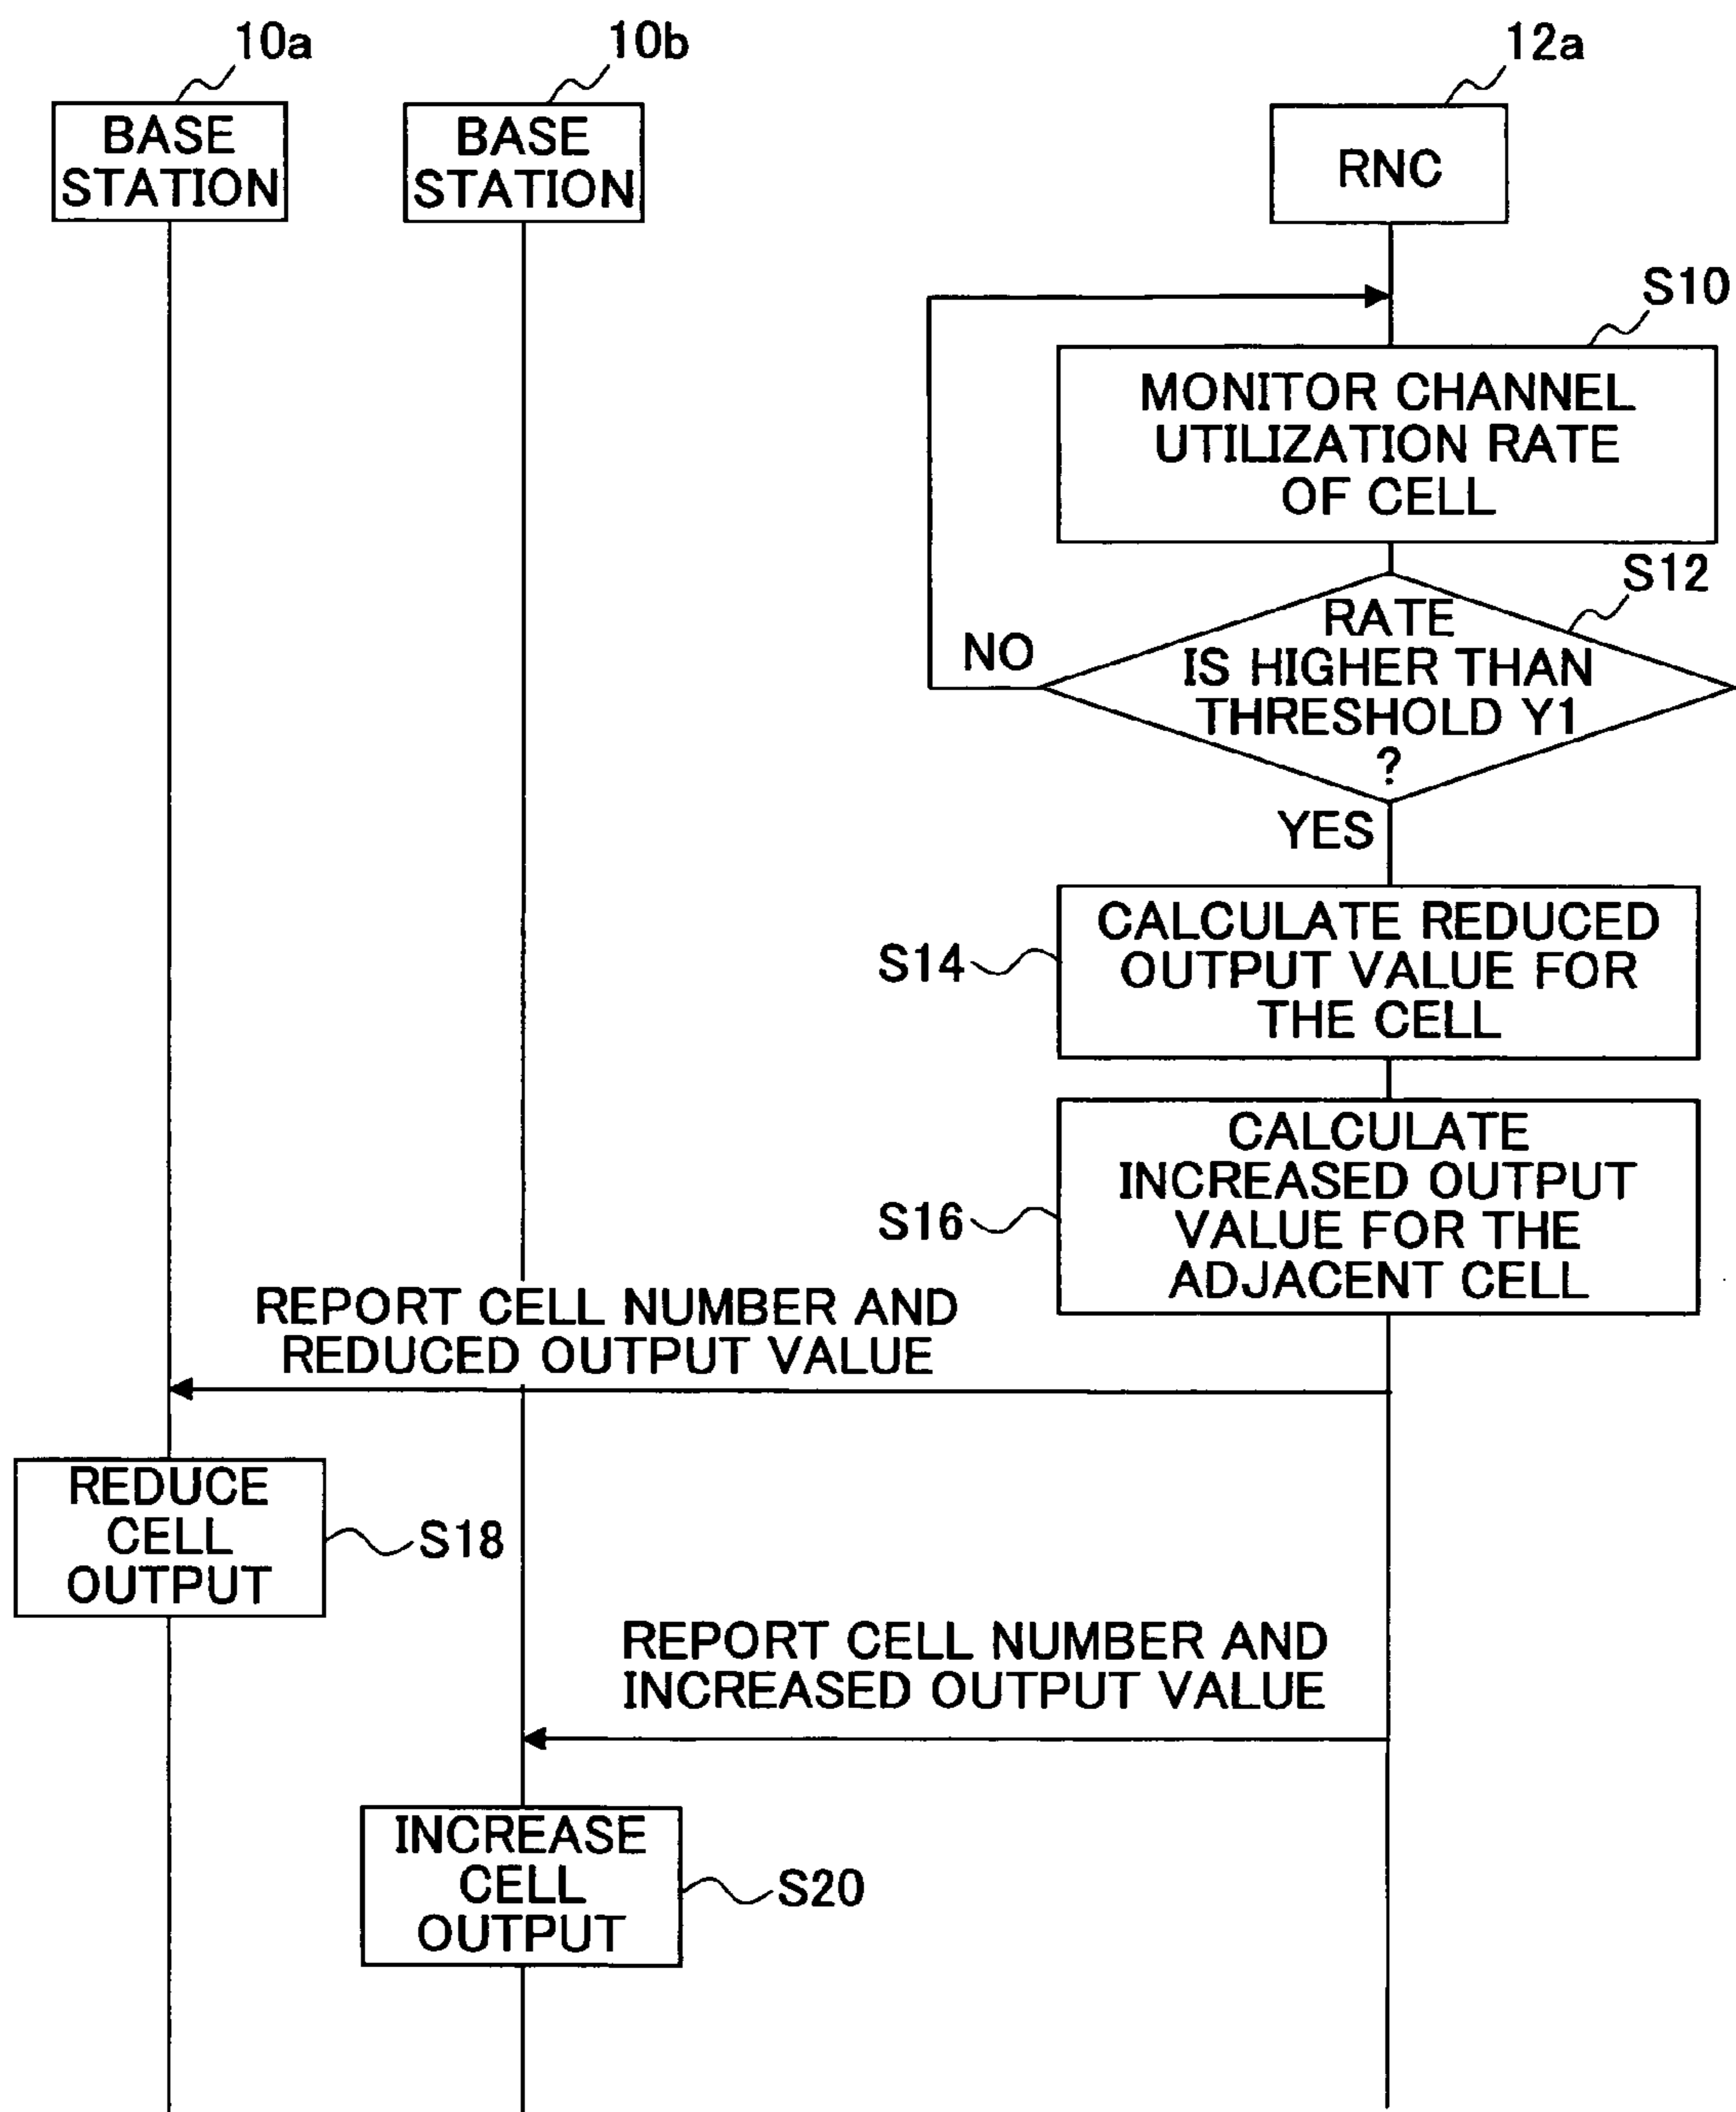 10a
10b
12a
BASE
STATION
BASE
STATION
RNC
S10
MONITOR CHANNEL
UTILIZATION RATE
OF CELL
S12
RATE
IS HIGHER THAN
THRESHOLD Y1
?
NO
YES
S14
CALCULATE REDUCED
OUTPUT VALUE FOR
THE CELL
S16
CALCULATE
INCREASED OUTPUT
VALUE FOR THE
ADJACENT CELL
REPORT CELL NUMBER AND
REDUCED OUTPUT VALUE
REDUCE
CELL
OUTPUT
S18
REPORT CELL NUMBER AND
INCREASED OUTPUT VALUE
INCREASE
CELL
OUTPUT
S20